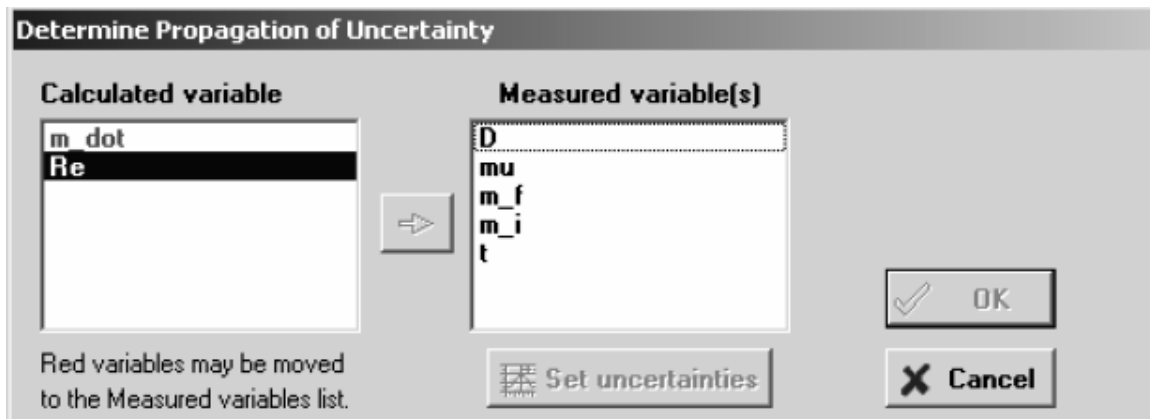 Determine Propagation of Uncertainty
Calculated variable
Measured variable(s)
m_dot
Re
D
mu
m_f
m_i
t
OK
Red variables may be moved
to the Measured variables list.
Set uncertainties
Cancel